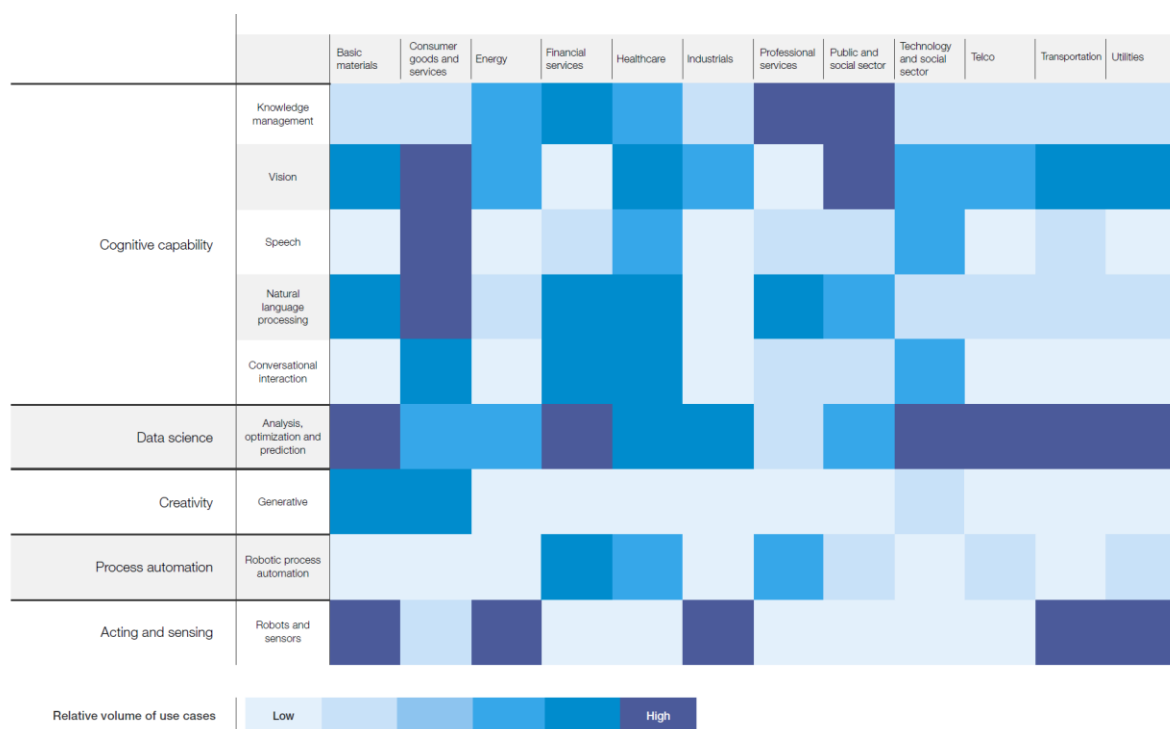 Basic
materials
Consumer
goods and
services
Energy
Financial
services
Healthcare
Industrials
Professional
services
Public and
social sector
Technology
and social
sector
Telco
Transportation
Utilities
Cognitive capability
Knowledge
management
Vision
Speech
Natural
language
processing
Conversational
interaction
Data science
Analysis,
optimization and
prediction
Creativity
Generative
Process automation
Robotic process
automation
Acting and sensing
Robots and
sensors
Relative volume of use cases
Low
High